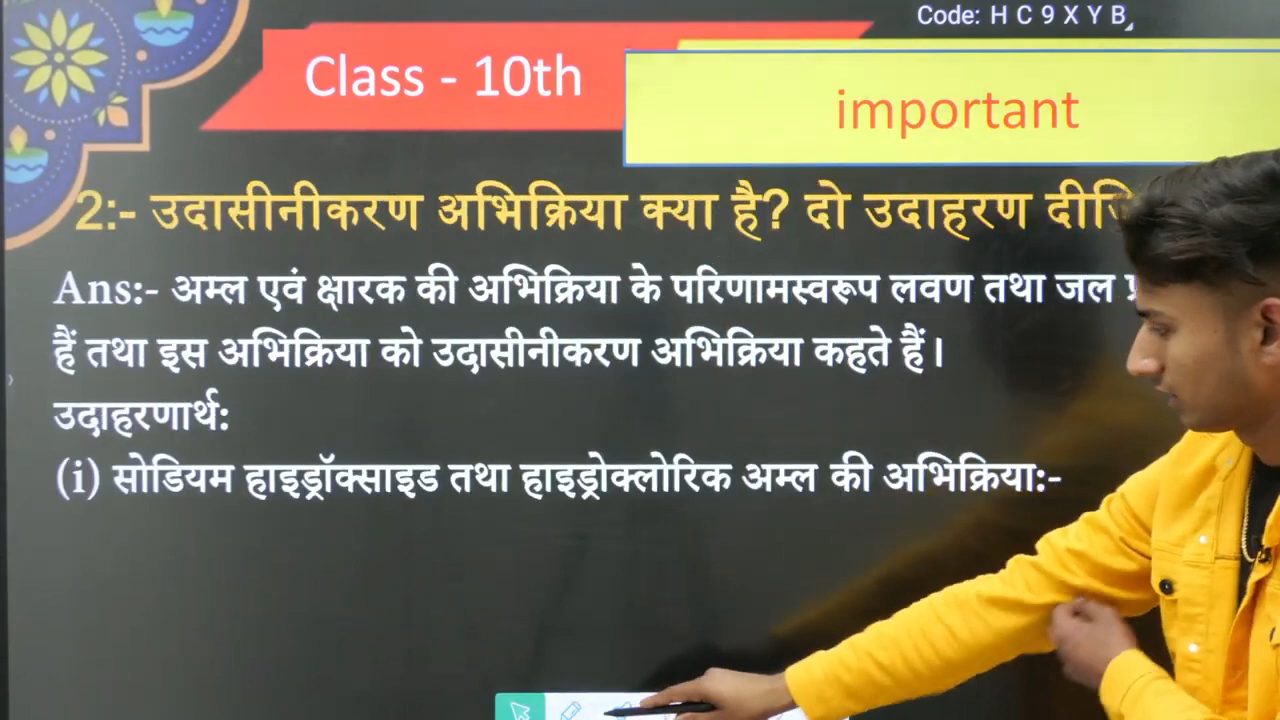 Code: H C 9 X Y B
Class - 10th
important
2:- उदासीनीकरण अभिक्रिया क्या है? दो उदाहरण
Ans:- अम्ल एवं क्षारक की अभिक्रिया के परिणामस्वरूप लवण तथा जल
हैं तथा इस अभिक्रिया को उदासीनीकरण अभिक्रिया कहते हैं।
उदाहरणार्थ:
(i) सोडियम हाइड्रॉक्साइड तथा हाइड्रोक्लोरिक अम्ल की अभिक्रिया:-